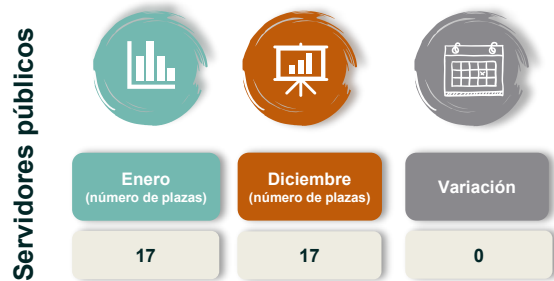 Servidores públicos
Enero
(número de plazas)
Diciembre
(número de plazas)
Variación
17
17
0